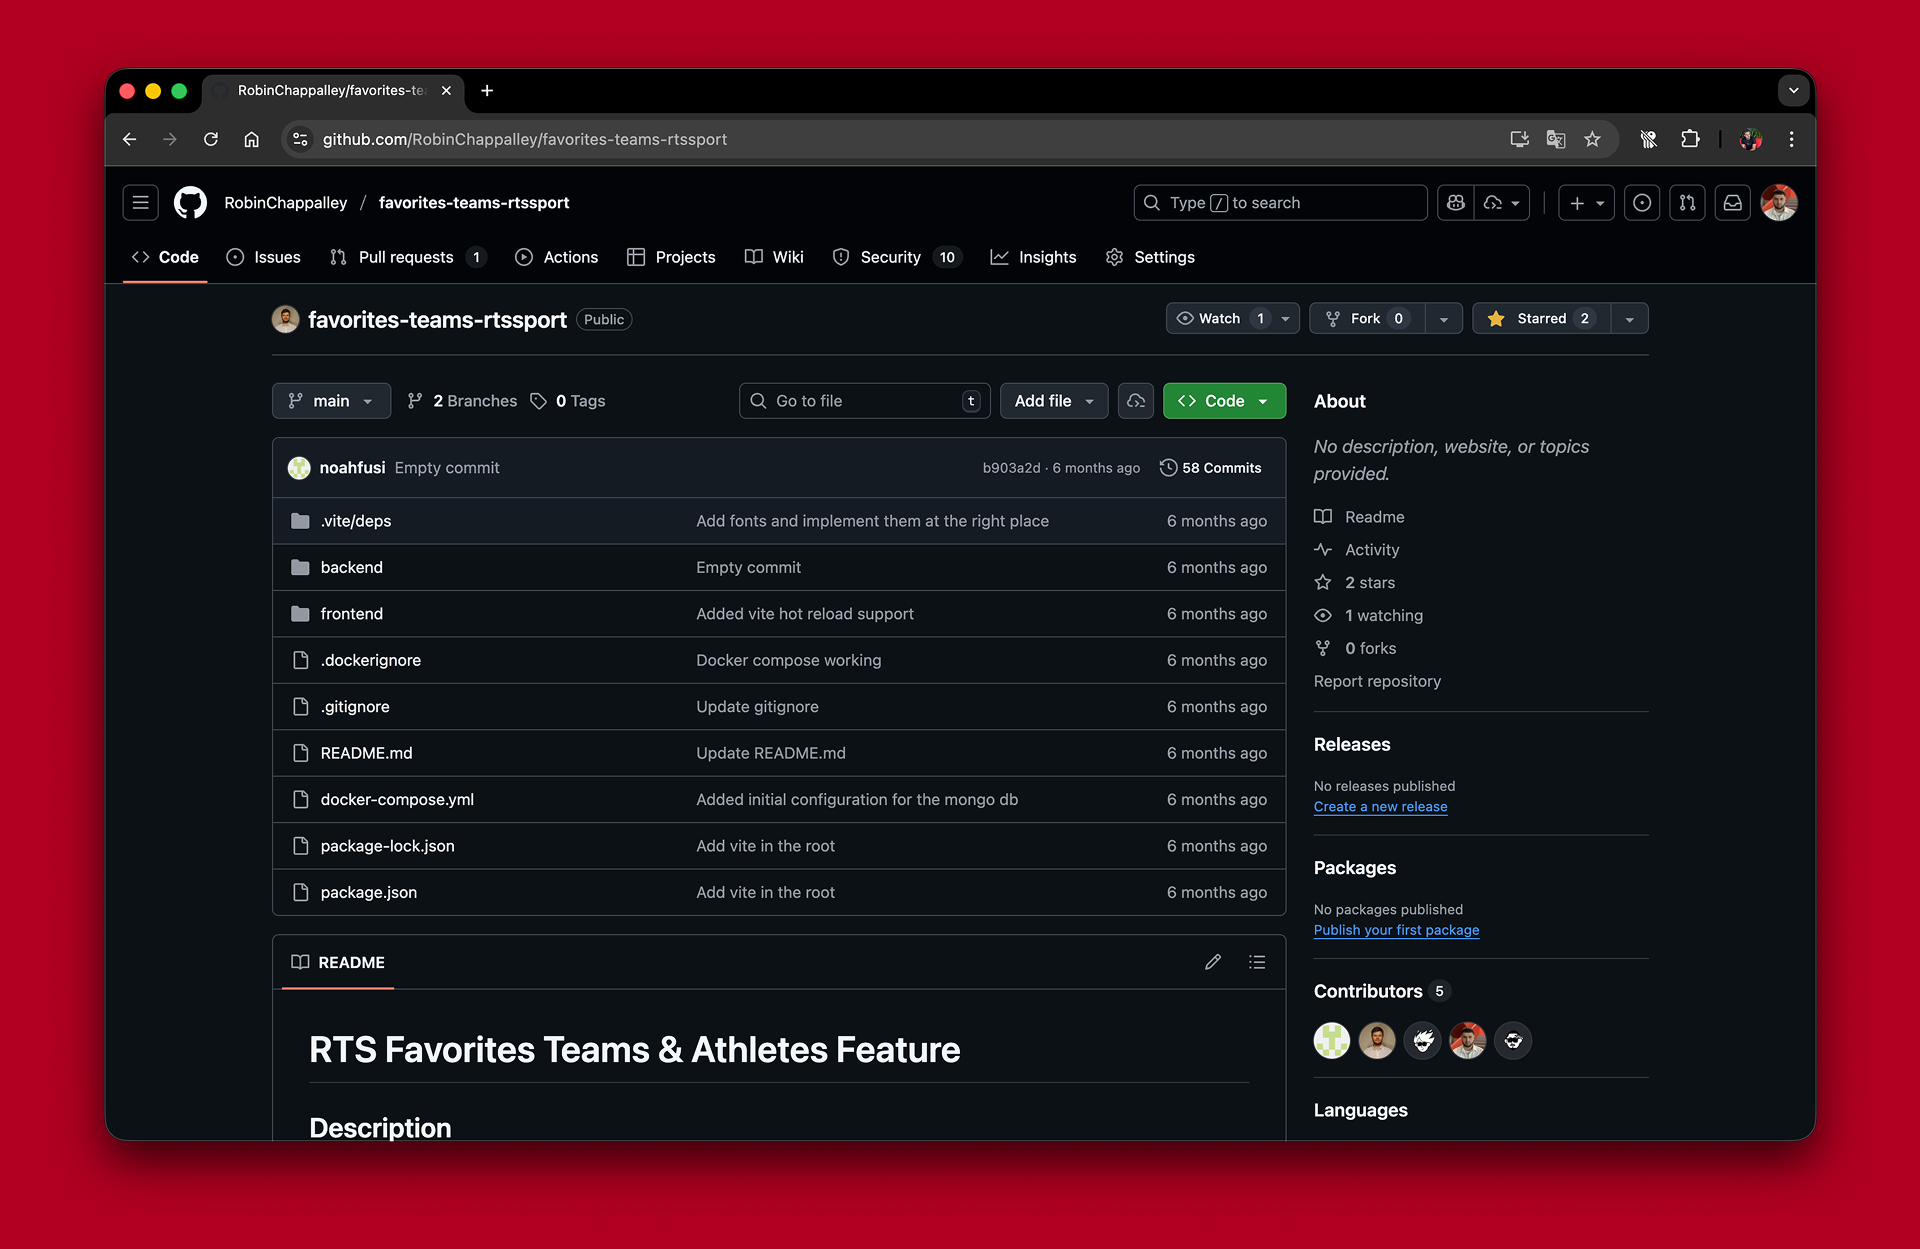 RobinChappalley/favorites-te
github.com/RobinChappalley/favorites-teams-rtssport
RobinChappalley / favorites-teams-rtssport
Type / to search
Code
Issues
Pull requests 1
Actions
Projects
Wiki
Security 10
Insights
Settings
favorites-teams-rtssport Public
Watch 1
Fork 0
Starred 2
main
2 Branches
0 Tags
Go to file t
Add file
Code
noahfusi Empty commit b903a2d · 6 months ago 58 Commits
.vite/deps Add fonts and implement them at the right place 6 months ago
backend Empty commit 6 months ago
frontend Added vite hot reload support 6 months ago
.dockerignore Docker compose working 6 months ago
.gitignore Update gitignore 6 months ago
README.md Update README.md 6 months ago
docker-compose.yml Added initial configuration for the mongo db 6 months ago
package-lock.json Add vite in the root 6 months ago
package.json Add vite in the root 6 months ago
README
RTS Favorites Teams & Athletes Feature
Description
About
No description, website, or topics
provided.
Readme
Activity
2 stars
1 watching
0 forks
Report repository
Releases
No releases published
Create a new release
Packages
No packages published
Publish your first package
Contributors 5
Languages